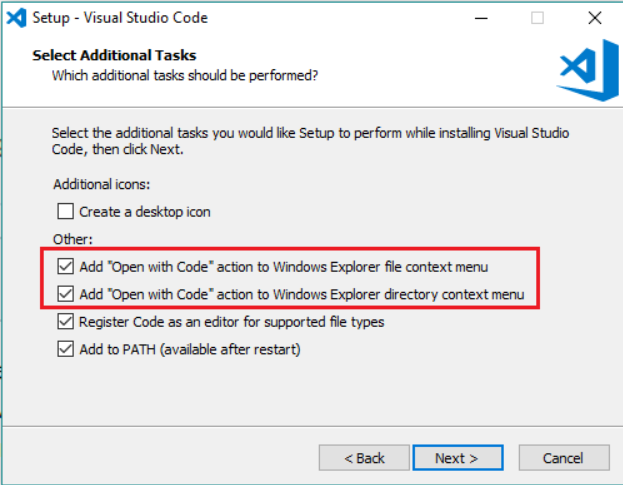 Setup - Visual Studio Code
Select Additional Tasks
Which additional tasks should be performed?
Select the additional tasks you would like Setup to perform while installing Visual Studio
Code, then click Next.
Additional icons:
Create a desktop icon
Other:
Add "Open with Code" action to Windows Explorer file context menu
Add "Open with Code" action to Windows Explorer directory context menu
Register Code as an editor for supported file types
Add to PATH (available after restart)
< Back Next > Cancel